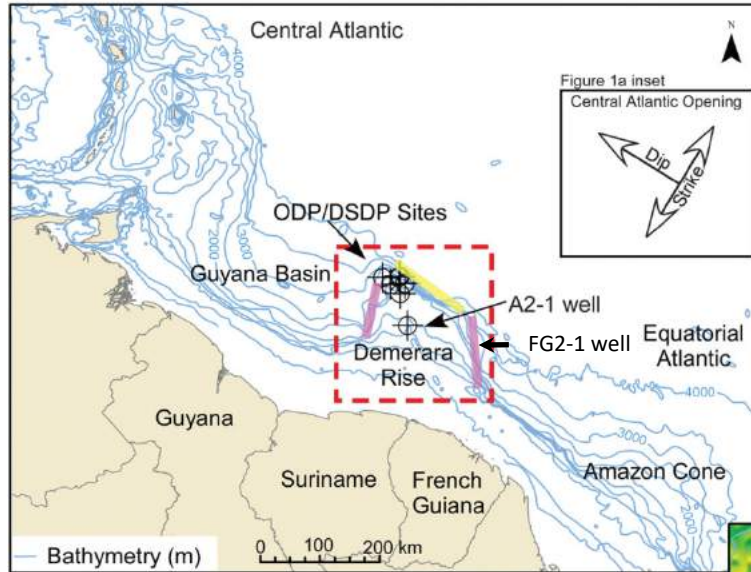 Central Atlantic
4000
N
Figure 1a inset
Central Atlantic Opening
Dip
Strike
ODP/DSDP Sites
2000
3000
Guyana Basin
A2-1 well
FG2-1 well
Equatorial
Atlantic
Demerara
Rise
4000
Guyana
3000
Suriname
French
Guiana
Amazon Cone
2000
Bathymetry (m)
0 100 200 km